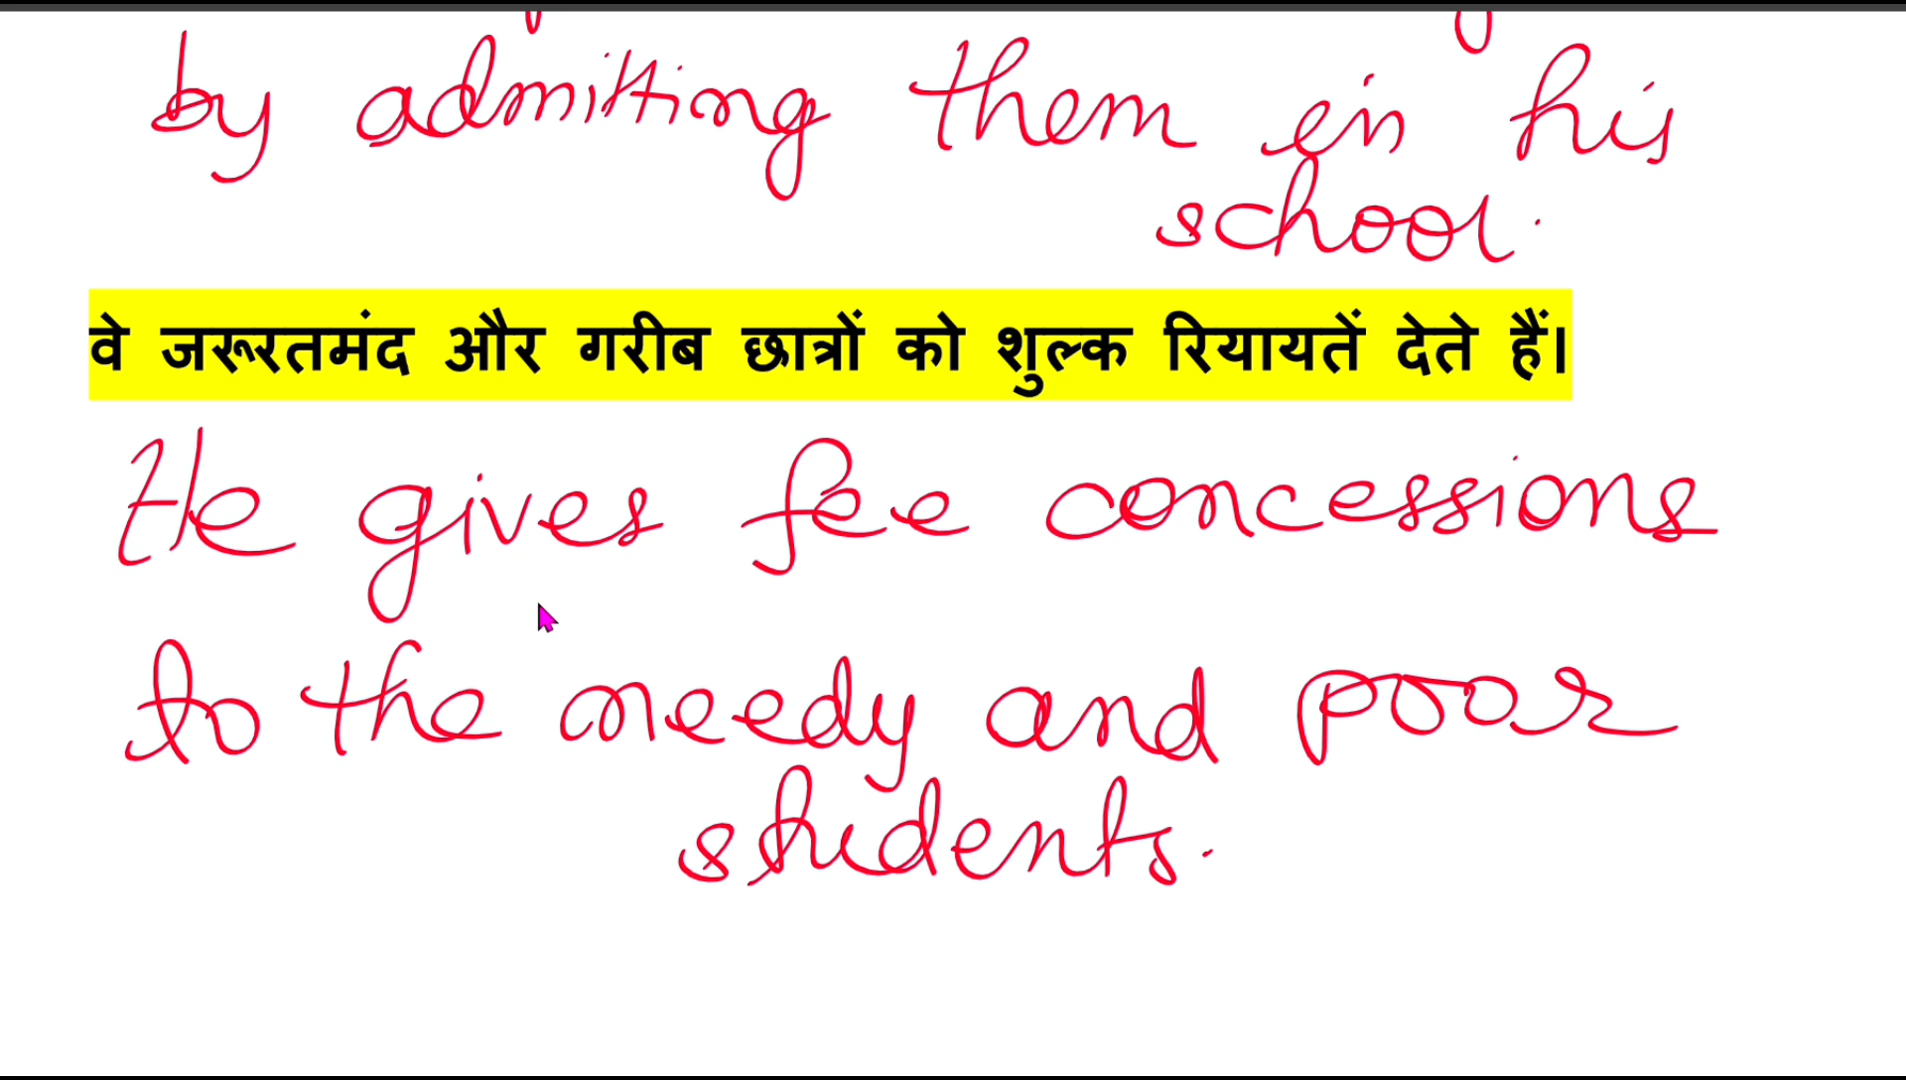 by admitting them in his
school.
वे जरूरतमंद और गरीब छात्रों को शुल्क रियायतें देते हैं।
He gives fee concessions
to the needy and poor
students.